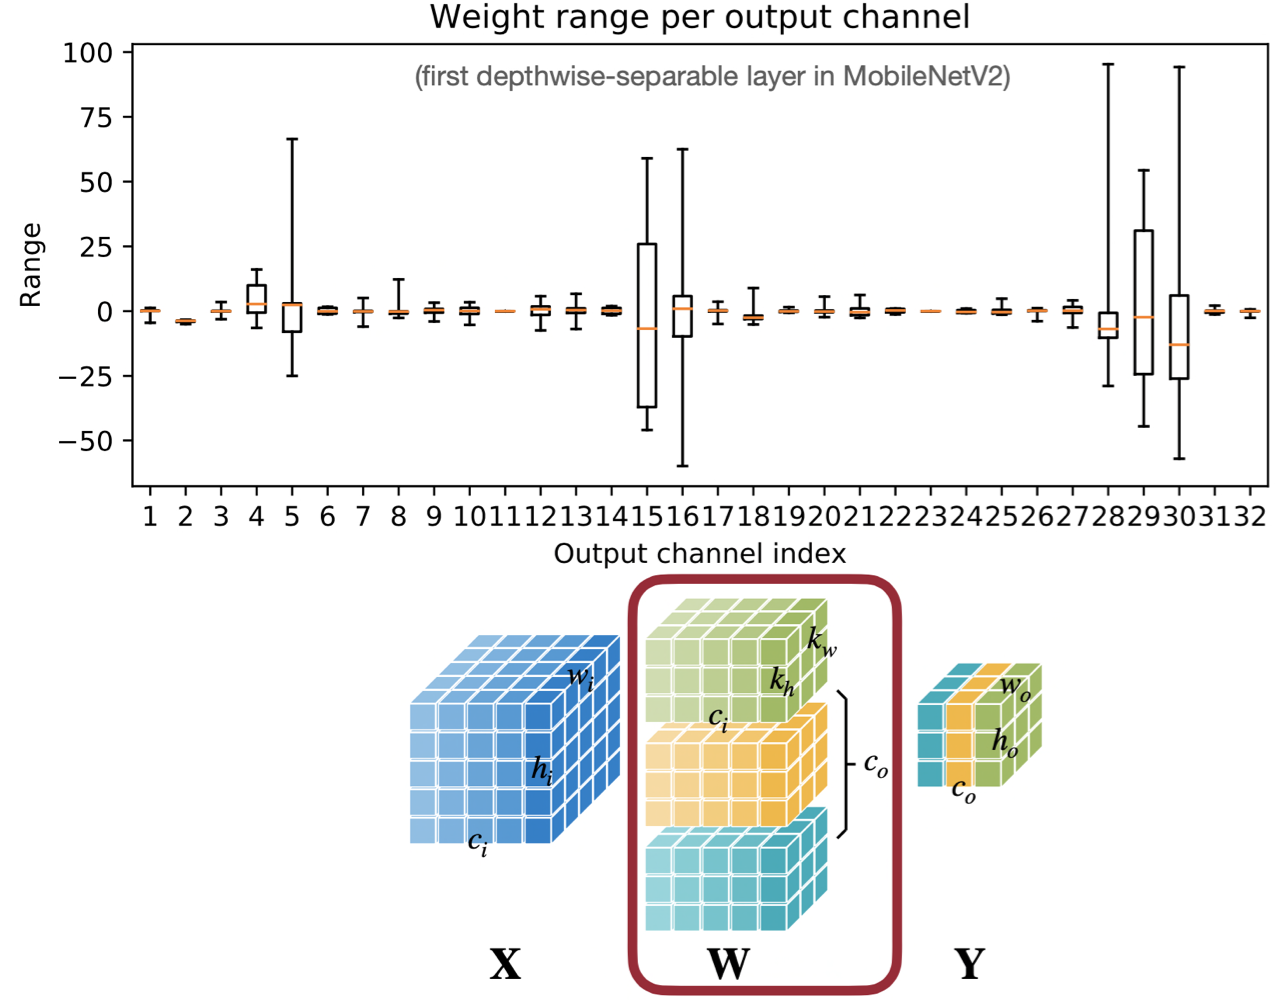 Weight range per output channel
(first depthwise-separable layer in MobileNetV2)
100
75
50
25
0
−25
−50
Range
1 2 3 4 5 6 7 8 9 10 11 12 13 14 15 16 17 18 19 20 21 22 23 24 25 26 27 28 29 30 31 32
Output channel index
w_i
h_i
c_i
k_w
k_h
c_i
c_o
w_o
h_o
c_o
X W Y